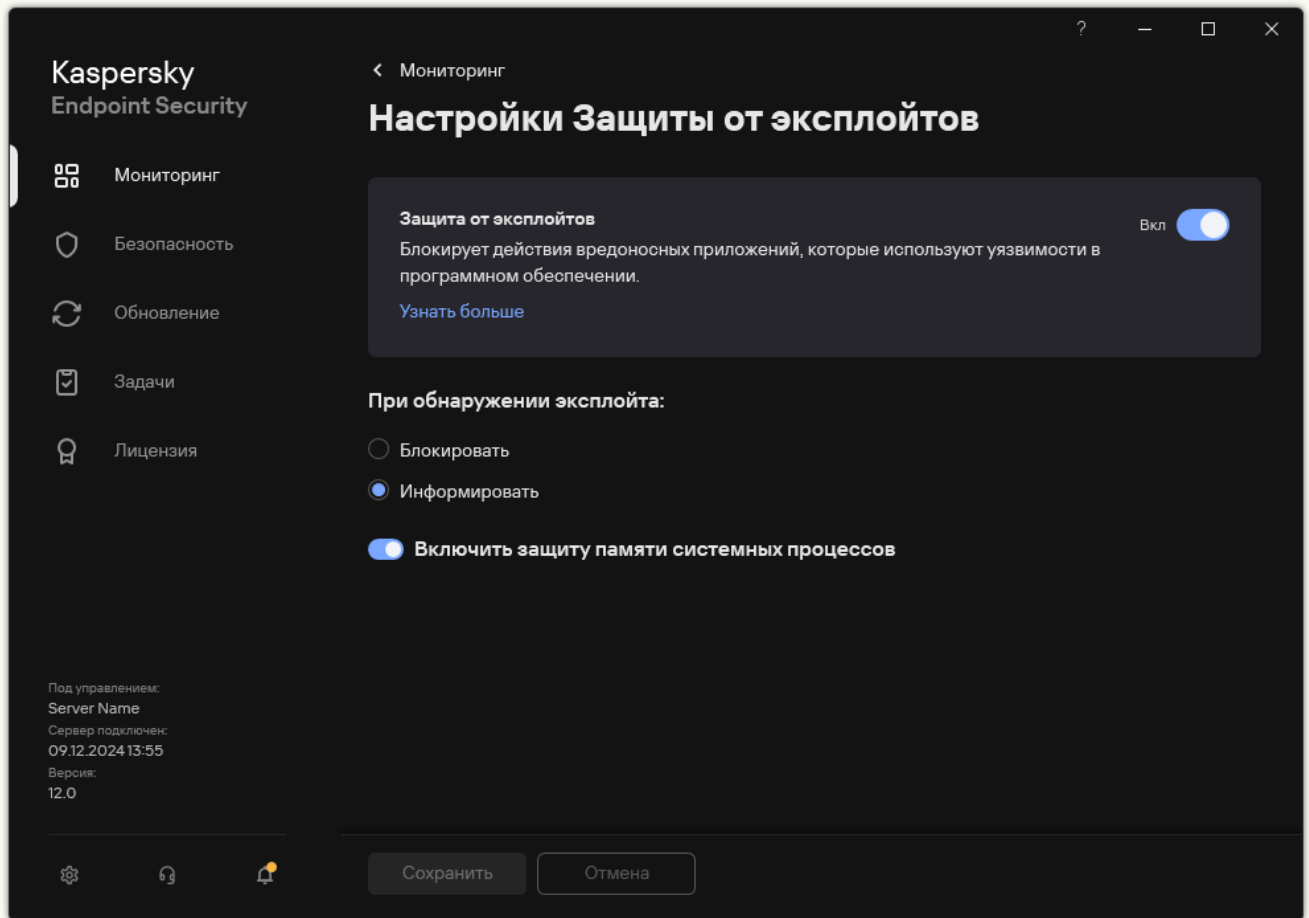 ?
Kaspersky
Endpoint Security
Мониторинг
Безопасность
Обновление
Задачи
Лицензия
Под управлением:
Server Name
Сервер подключен:
09.12.2024 13:55
Версия:
12.0
Мониторинг
Настройки Защиты от эксплойтов
Защита от эксплойтов
Вкл
Блокирует действия вредоносных приложений, которые используют уязвимости в
программном обеспечении.
Узнать больше
При обнаружении эксплойта:
Блокировать
Информировать
Включить защиту памяти системных процессов
Сохранить
Отмена